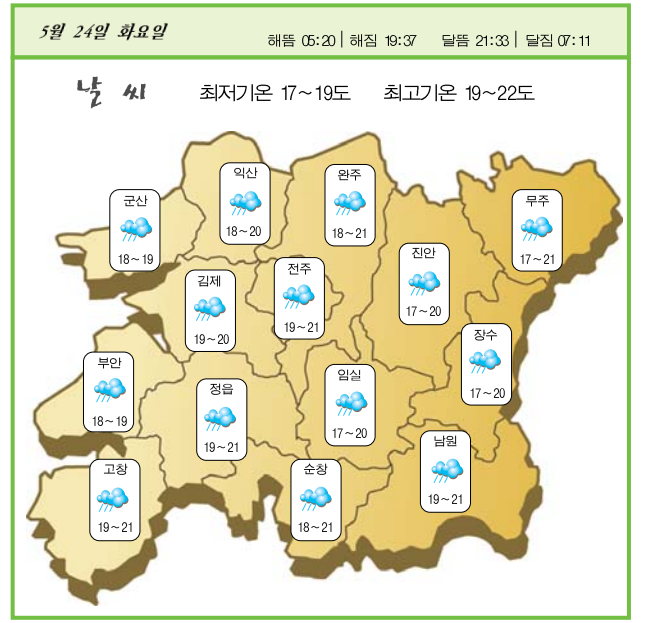 5월 24일 화요일
해뜸 05:20 | 해짐 19:37 달뜸 21:33 | 달짐 07:11
날 씨 최저기온 17~19도 최고기온 19~22도
익산
18~20
완주
18~21
군산
18~19
무주
17~21
진안
17~20
전주
19~21
김제
19~20
장수
17~20
부안
18~19
임실
17~20
정읍
19~21
남원
19~21
고창
19~21
순창
18~21